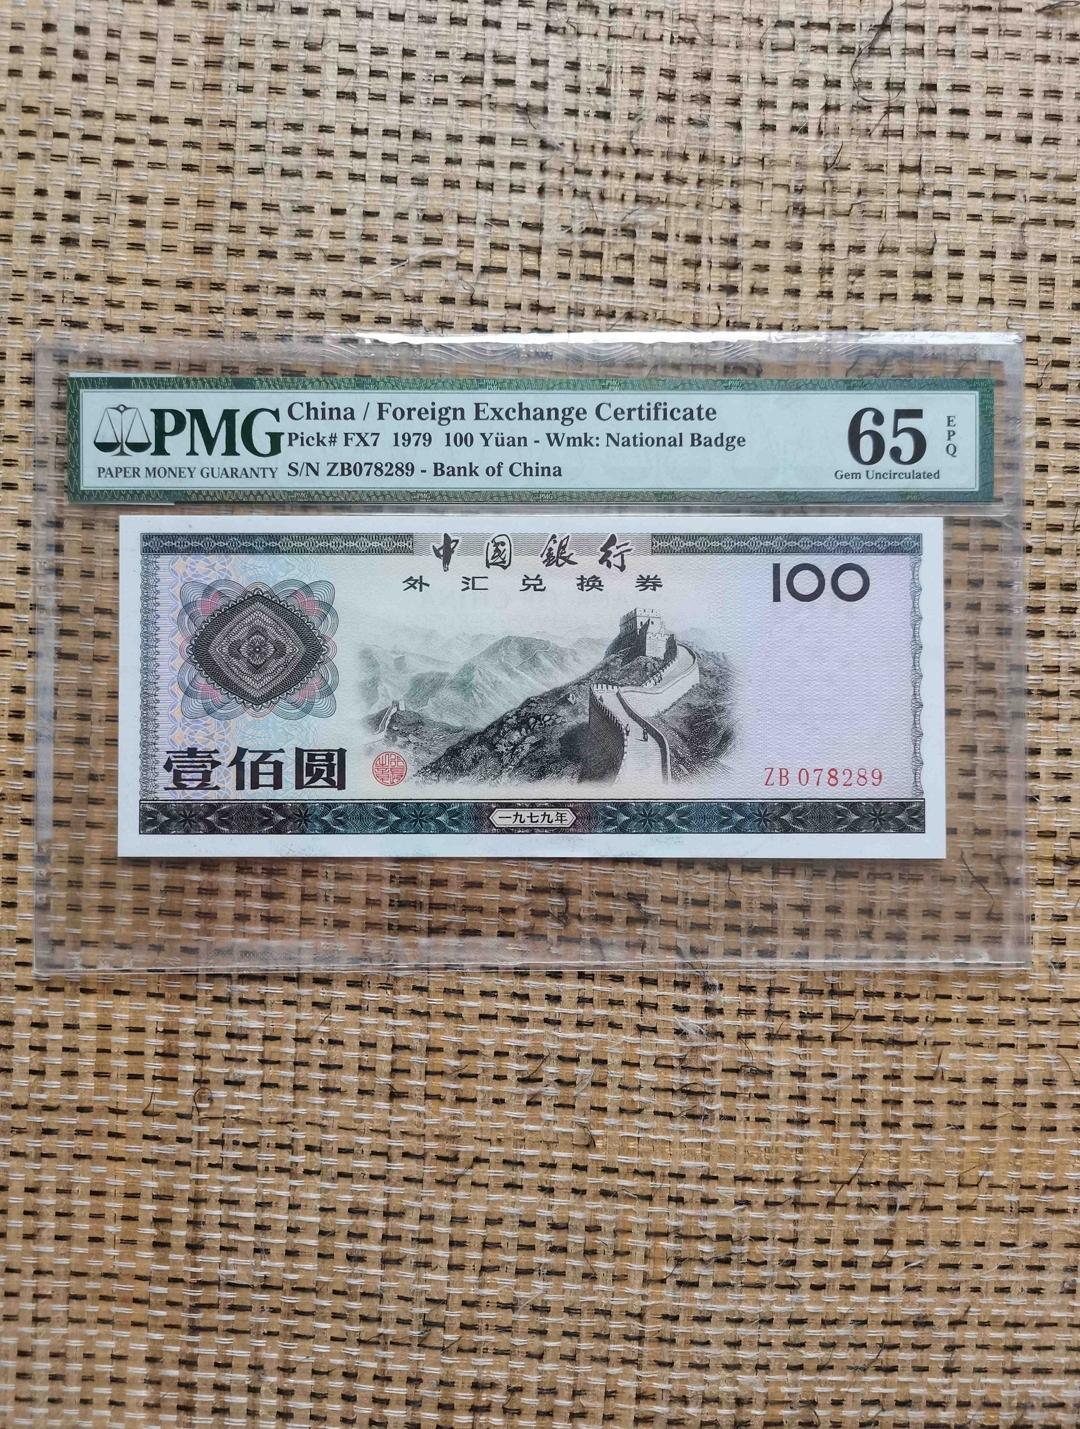 PMG
PAPER MONEY GUARANTY
China / Foreign Exchange Certificate
Pick# FX7 1979 100 Yüan - Wmk: National Badge
S/N ZB078289 - Bank of China
65
EPQ
Gem Uncirculated
中國銀行
外汇兑换券
100
壹佰圆
ZB 078289
一九七九年